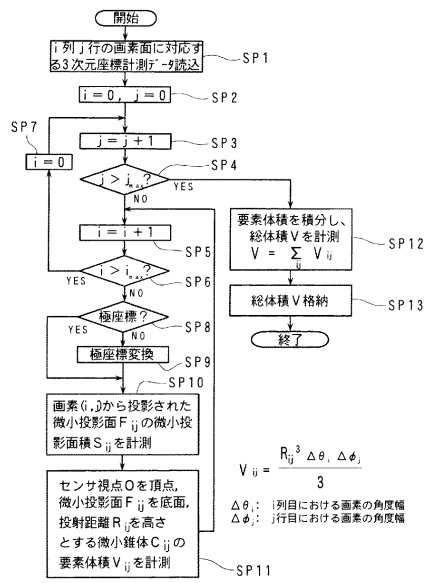 開始
i列j行の画素面に対応す
る3次元座標計測データ読込
SP1
i=0, j=0
SP2
SP7
i=0
j=j+1
SP3
j>jmax?
SP4
YES
NO
i=i+1
SP5
i>imax?
SP6
YES
NO
極座標?
SP8
YES
NO
極座標変換
SP9
SP10
画素(i,j)から投影された
微小投影面Fijの微小投
影面積Sijを計測
センサ視点Oを頂点,
微小投影面Fijを底面,
投射距離Rijを高さ
とする微小錐体Cijの
要素体積Vijを計測
SP11
要素体積を積分し、
総体積Vを計測
V = Σ Vij
ij
SP12
総体積V格納
SP13
終了
Vij = Rij³ Δθi Δφj
3
Δθi: i列目における画素の角度幅
Δφj: j行目における画素の角度幅